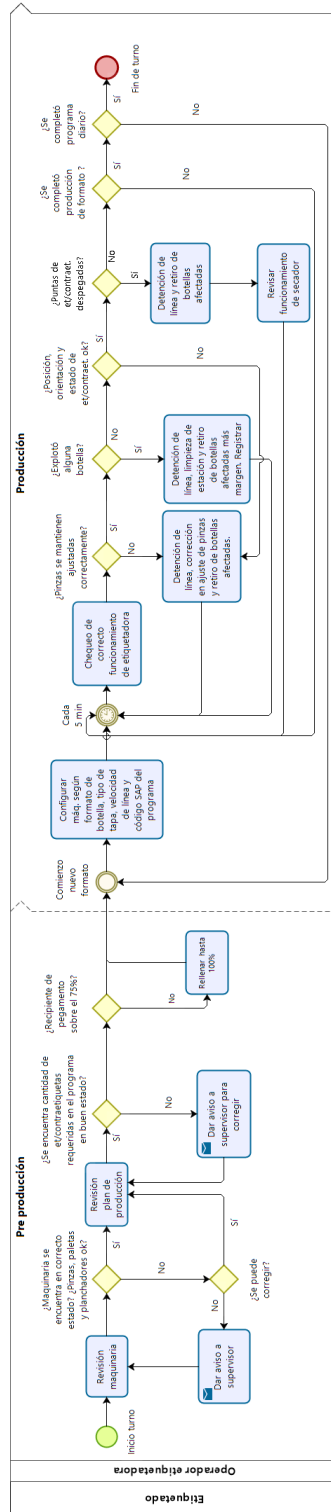 Etiquetado
Operador etiquetadora
Pre producción
Inicio turno
Revisión
maquinaria
¿Maquinaria se
encuentra en correcto
estado? ¿Pinzas, paletas
y planchadores ok?
Sí
No
¿Se puede
corregir?
Sí
No
Dar aviso a
supervisor
Revisión
plan de
producción
¿Se encuentra cantidad de
et/contraetiquetas
requeridas en el programa
en buen estado?
Sí
No
Dar aviso a
supervisor para
corregir
¿Recipiente de
pegamento
sobre el 75%?
No
Rellenar hasta
100%
Producción
Comienzo
nuevo
formato
Configurar
máq. según
formato de
botella, tipo de
tapa, velocidad
de línea y
código SAP del
programa
Cada
5 min
Chequeo de
correcto
funcionamiento
de etiquetadora
¿Pinzas se mantienen
ajustadas
correctamente?
Sí
No
Detención de
línea, corrección
en ajuste de pinzas
y retiro de botellas
afectadas.
¿Explotó
alguna
botella?
No
Sí
Detención de
línea, limpieza de
estación y retiro
de botellas
afectadas más
margen. Registrar
¿Posición,
orientación y
estado de
et/contraet. ok?
Sí
No
¿Puntas de
et/contraet.
despegadas?
No
Sí
Detención de
línea y retiro de
botellas
afectadas
Revisar
funcionamiento
de secador
¿Se
completó
producción
de formato ?
Sí
No
¿Se
completó
programa
diario?
Sí
No
Fin de turno